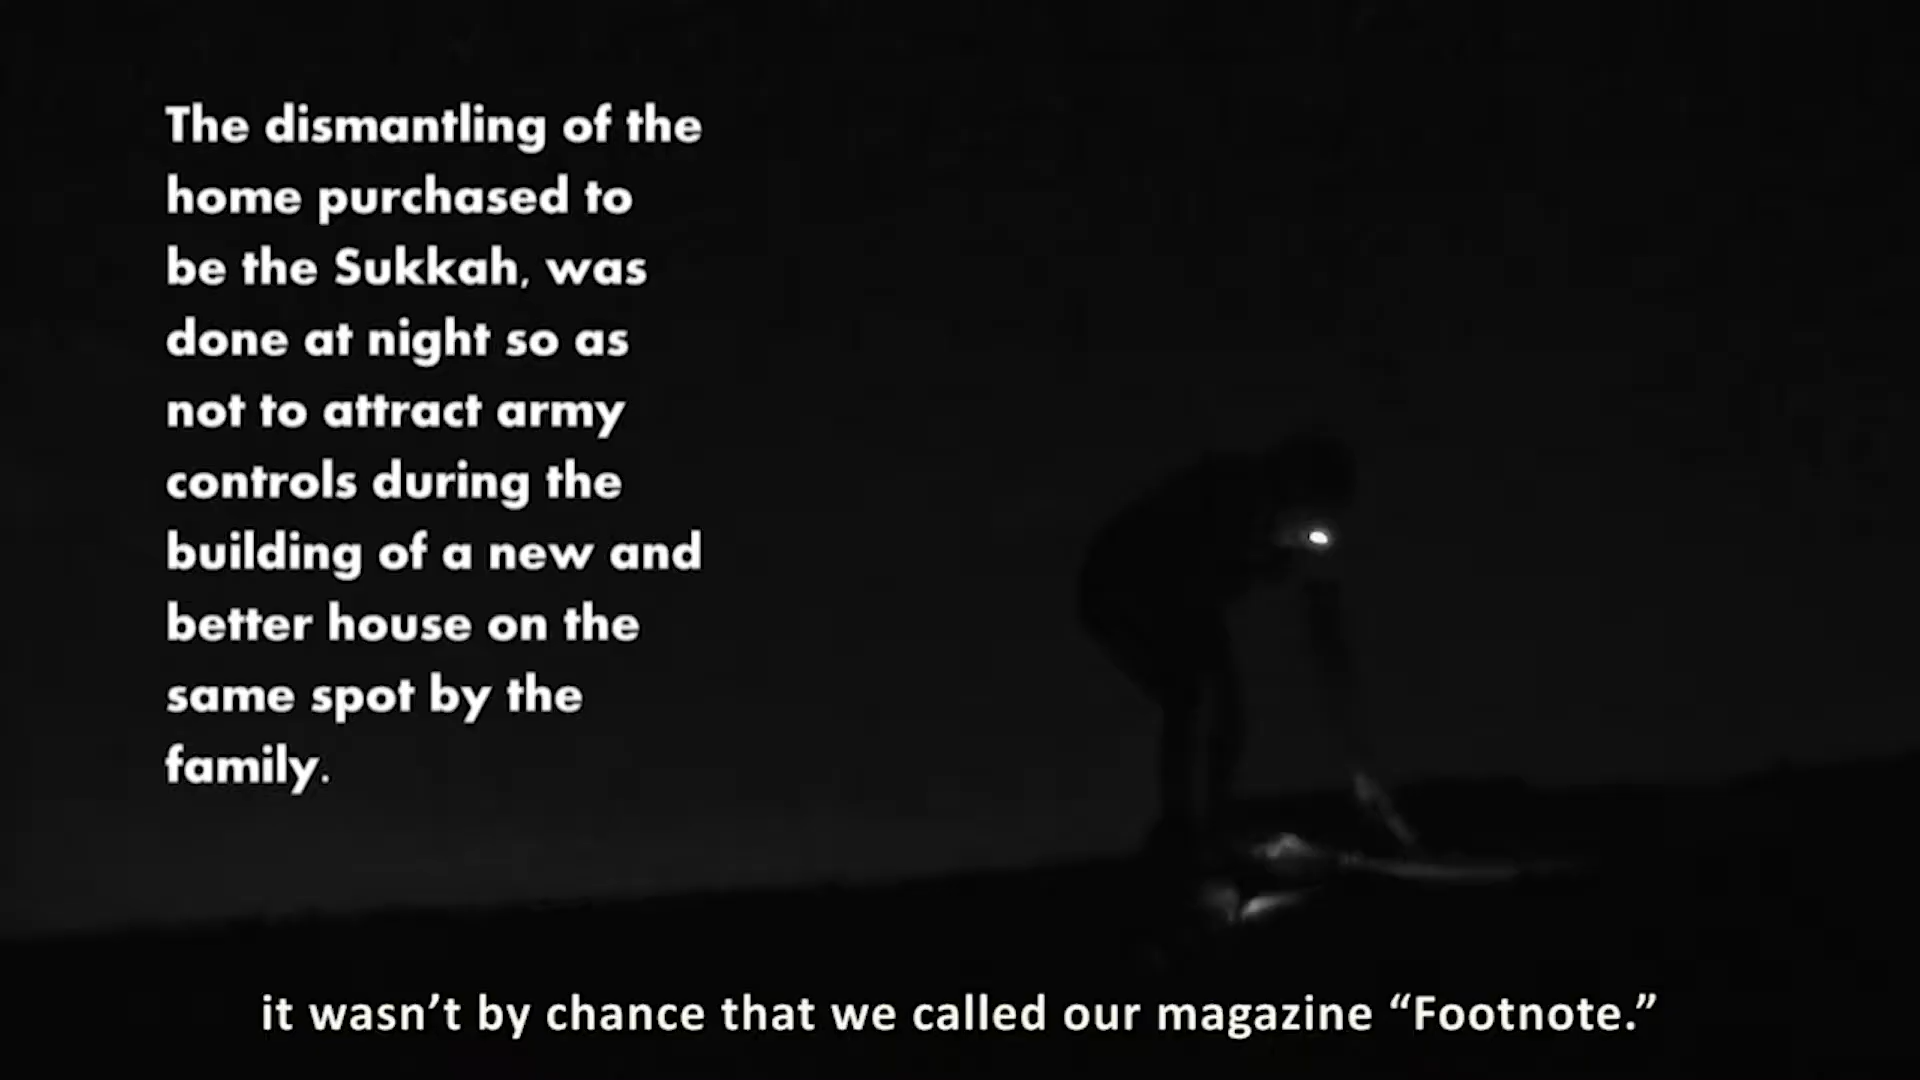 The dismantling of the
home purchased to
be the Sukkah, was
done at night so as
not to attract army
controls during the
building of a new and
better house on the
same spot by the
family.
it wasn’t by chance that we called our magazine “Footnote.”